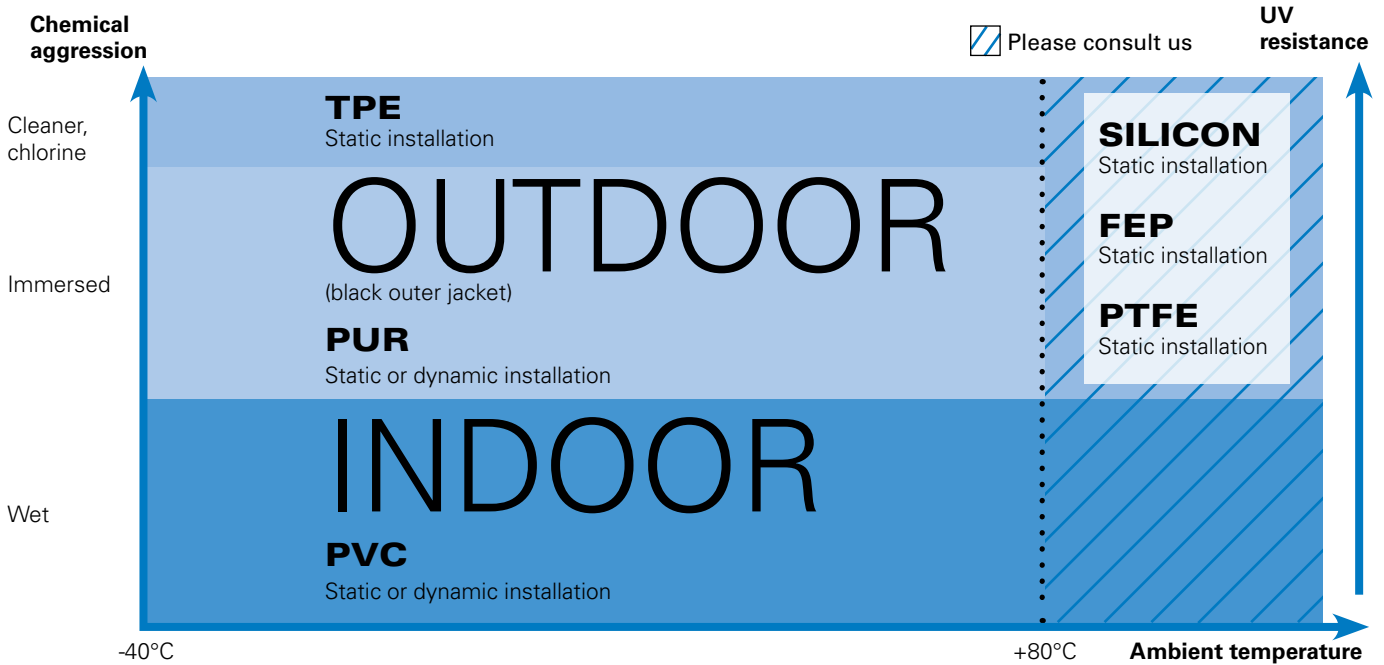 Chemical
aggression
Please consult us
UV
resistance
Cleaner,
chlorine
TPE
Static installation
SILICON
Static installation
OUTDOOR
(black outer jacket)
FEP
Static installation
Immersed
PUR
Static or dynamic installation
PTFE
Static installation
INDOOR
Wet
PVC
Static or dynamic installation
-40°C
+80°C
Ambient temperature